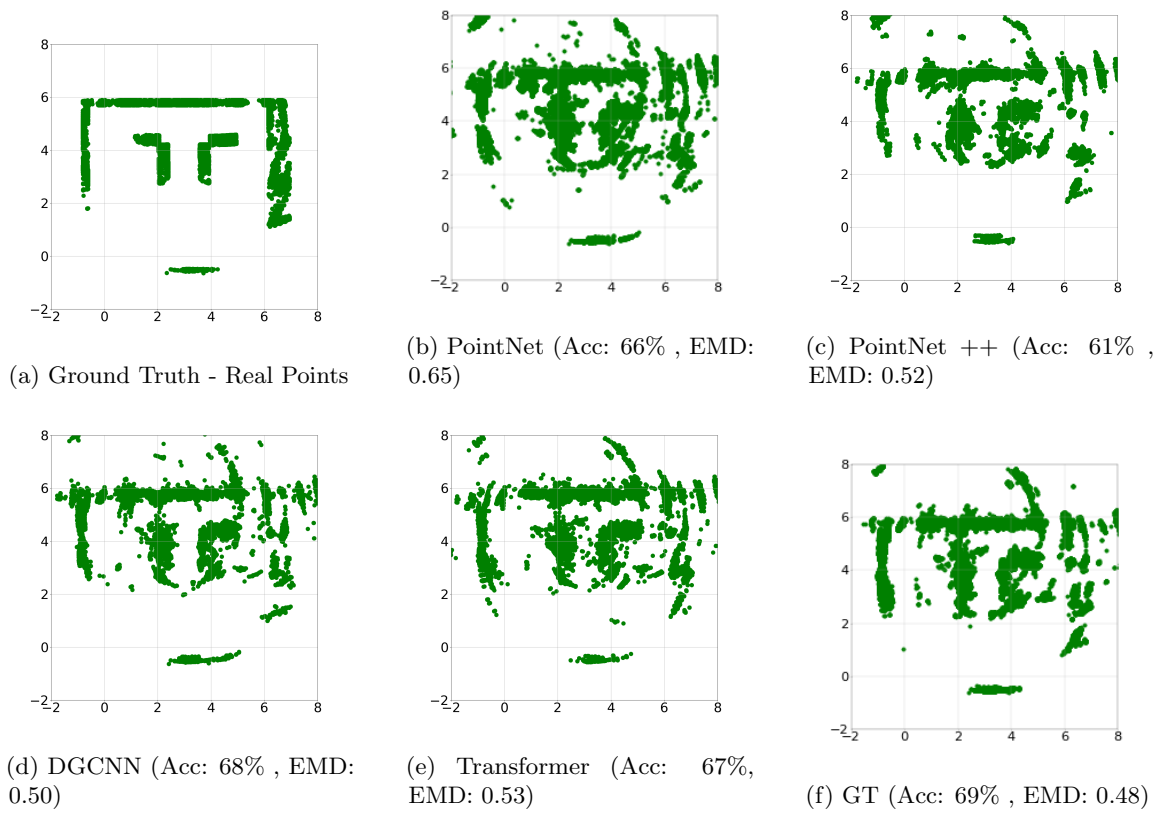 8
6
4
2
0
−2
−2 0 2 4 6 8
(a) Ground Truth - Real Points
8
6
4
2
0
−2
−2 0 2 4 6 8
(b) PointNet (Acc: 66% , EMD:
0.65)
8
6
4
2
0
−2
−2 0 2 4 6 8
(c) PointNet ++ (Acc: 61% ,
EMD: 0.52)
8
6
4
2
0
−2
−2 0 2 4 6 8
(d) DGCNN (Acc: 68% , EMD:
0.50)
8
6
4
2
0
−2
−2 0 2 4 6 8
(e) Transformer (Acc: 67%,
EMD: 0.53)
8
6
4
2
0
−2
−2 0 2 4 6 8
(f) GT (Acc: 69% , EMD: 0.48)